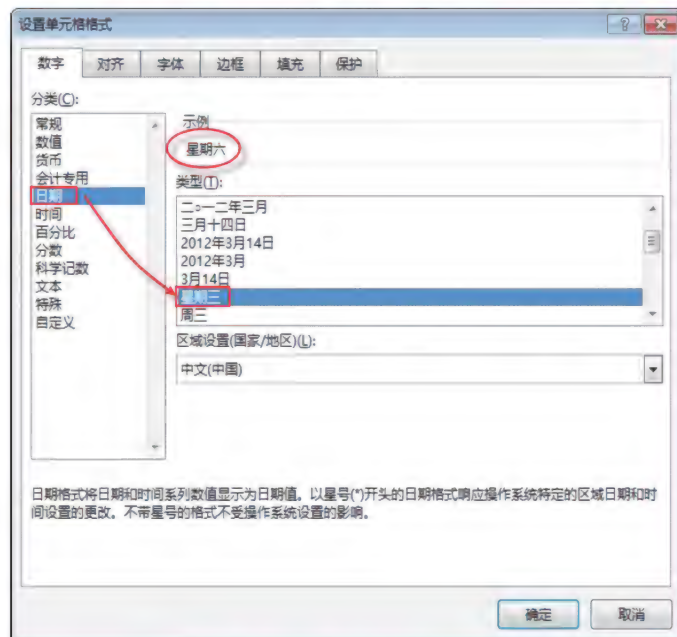 设置单元格格式
数字 对齐 字体 边框 填充 保护
分类(C):
常规
数值
货币
会计专用
日期
时间
百分比
分数
科学记数
文本
特殊
自定义
示例
星期六
类型(T):
二○一二年三月
三月十四日
2012年3月14日
2012年3月
3月14日
星期三
周三
区域设置(国家/地区)(L):
中文(中国)
日期格式将日期和时间系列数值显示为日期值。以星号(*)开头的日期格式响应操作系统特定的区域日期和时
间设置的更改。不带星号的格式不受操作系统设置的影响。
确定 取消